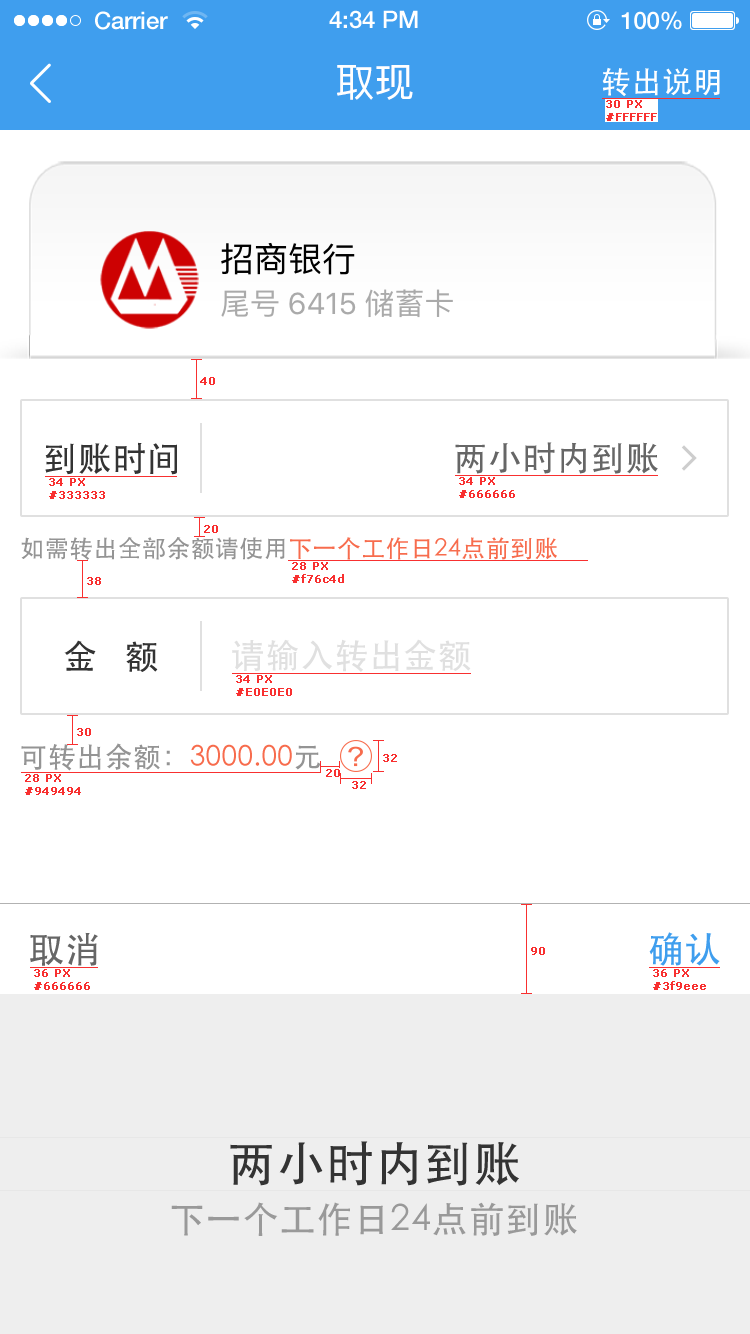 Carrier 4:34 PM 100%
取现 转出说明
30 PX
#FFFFFF
招商银行
尾号 6415 储蓄卡
40
到账时间 两小时内到账
34 PX 34 PX
#333333 #666666
20
如需转出全部余额请使用下一个工作日24点前到账
28 PX
38 #f76c4d
金 额 请输入转出金额
34 PX
#E0E0E0
30
可转出余额：3000.00元 ? 32
28 PX 20 32
#949494
取消 90 确认
36 PX 36 PX
#666666 #3f9eee
两小时内到账
下一个工作日24点前到账